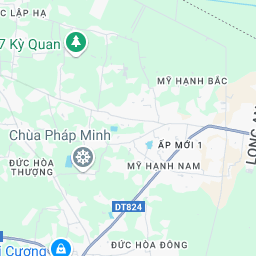 C LẬP HẠ
7 Kỳ Quan
MỸ HẠNH BẮC
Chùa Pháp Minh
ẤP MỚI 1
LONG AN
ĐỨC HÒA
THƯỢNG
MỸ HẠNH NAM
DT824
ĐỨC HÒA ĐÔNG
i Cương